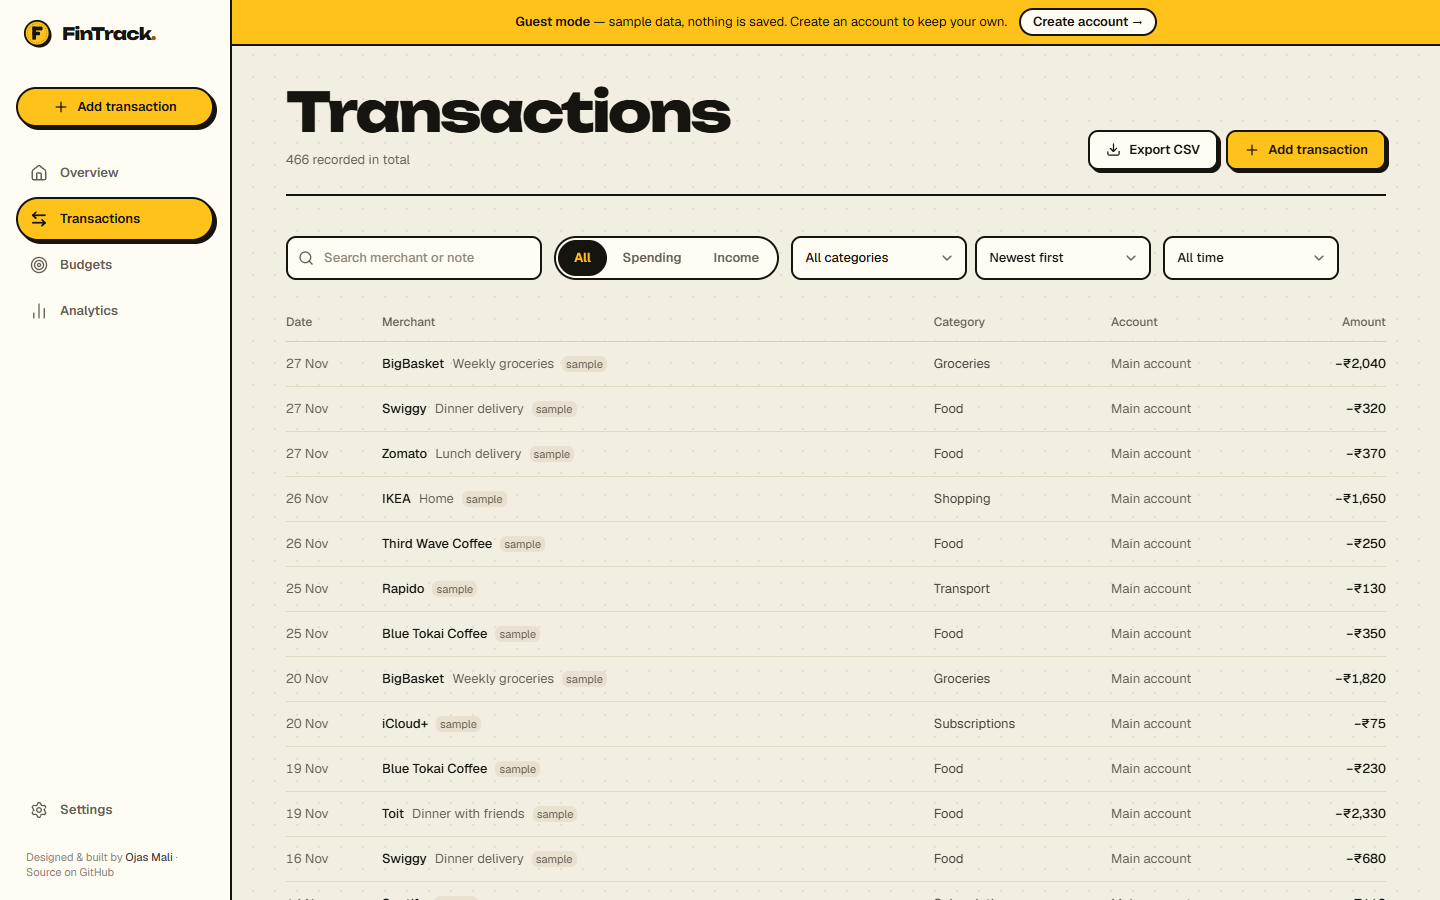 FinTrack.
Guest mode — sample data, nothing is saved. Create an account to keep your own. Create account →
Add transaction
Overview
Transactions
Budgets
Analytics
Settings
Designed & built by Ojas Mali ·
Source on GitHub
Transactions
466 recorded in total
Export CSV Add transaction
Search merchant or note All Spending Income All categories Newest first All time
Date Merchant Category Account Amount
27 Nov BigBasket Weekly groceries sample Groceries Main account −₹2,040
27 Nov Swiggy Dinner delivery sample Food Main account −₹320
27 Nov Zomato Lunch delivery sample Food Main account −₹370
26 Nov IKEA Home sample Shopping Main account −₹1,650
26 Nov Third Wave Coffee sample Food Main account −₹250
25 Nov Rapido sample Transport Main account −₹130
25 Nov Blue Tokai Coffee sample Food Main account −₹350
20 Nov BigBasket Weekly groceries sample Groceries Main account −₹1,820
20 Nov iCloud+ sample Subscriptions Main account −₹75
19 Nov Blue Tokai Coffee sample Food Main account −₹230
19 Nov Toit Dinner with friends sample Food Main account −₹2,330
16 Nov Swiggy Dinner delivery sample Food Main account −₹680